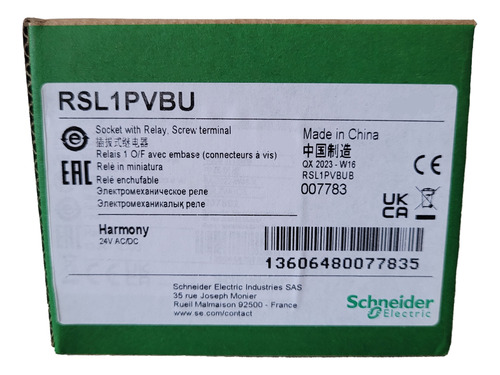 RSL1PVBU
Socket with Relay. Screw terminal
插拔式继电器
Relais 1 O/F avec embase (connecteurs à vis)
Relè in miniatura
Relé enchufable
Электромеханическое реле
Электромеханикалық реле
Harmony
24V AC/DC
EAC
Made in China
中国制造
QX 2023 - W16
RSL1PVBUB
007783
CE
UK
CA
13606480077835
Schneider Electric Industries SAS
35 rue Joseph Monier
Rueil Malmaison 92500 - France
www.se.com/contact
Schneider
Electric